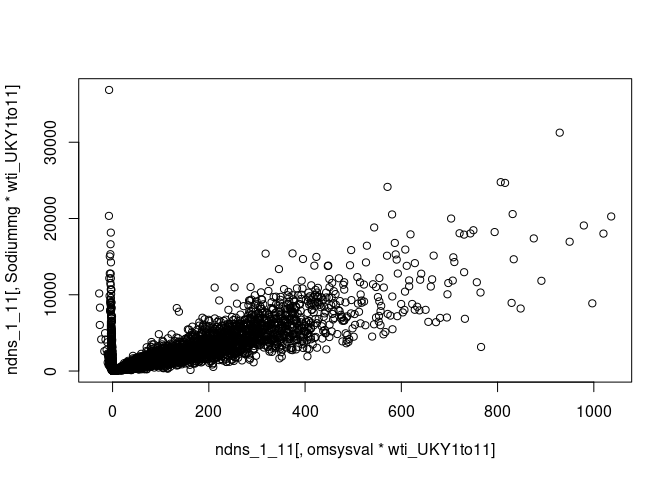 ndns_1_11[, Sodiummg * wti_UKY1to11]
30000
20000
10000
0
0 200 400 600 800 1000
ndns_1_11[, omsysval * wti_UKY1to11]